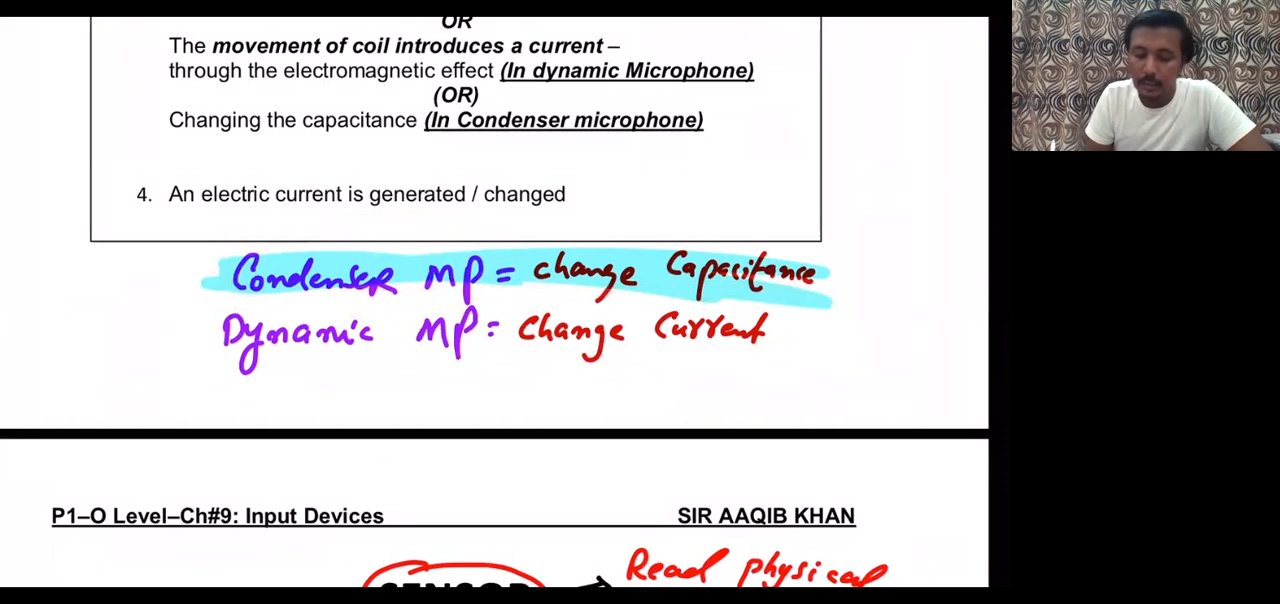 OR
The movement of coil introduces a current –
through the electromagnetic effect (In dynamic Microphone)
(OR)
Changing the capacitance (In Condenser microphone)
4. An electric current is generated / changed
Condenser MP = change Capacitance
Dynamic MP = Change Current
P1–O Level–Ch#9: Input Devices SIR AAQIB KHAN
SENSOR → Read physical